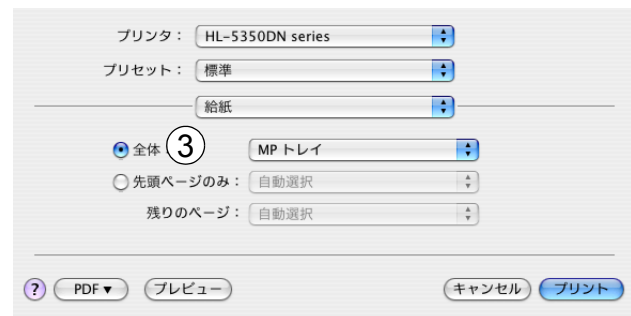 プリンタ： HL-5350DN series
プリセット： 標準
給紙
全体 ③ MP トレイ
先頭ページのみ： 自動選択
残りのページ： 自動選択
? PDF▼ プレビュー キャンセル プリント